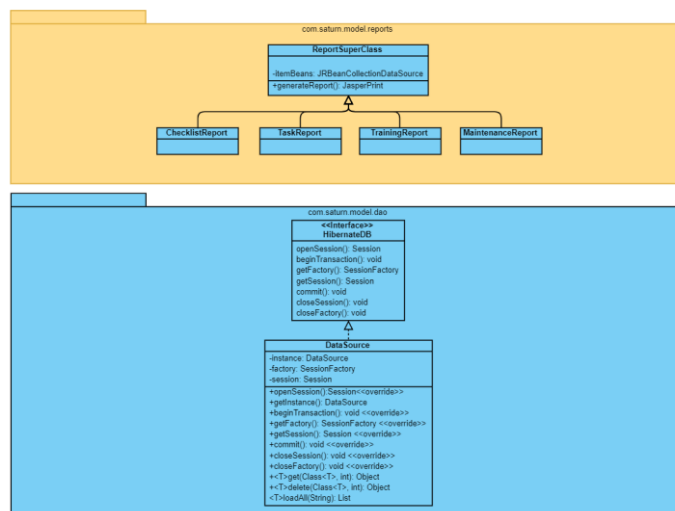 com.saturn.model.reports
ReportSuperClass
-ItemBeans: JRBeanCollectionDataSource
+generateReport(): JasperPrint
ChecklistReport
TaskReport
TrainingReport
MaintenanceReport
com.saturn.model.dao
<<Interface>>
HibernateDB
openSession(): Session
beginTransaction(): void
getFactory(): SessionFactory
getSession(): Session
commit(): void
closeSession(): void
closeFactory(): void
DataSource
-instance: DataSource
-factory: SessionFactory
-session: Session
+openSession():Session<<override>>
+getInstance(): DataSource
+beginTransaction(): void <<override>>
+getFactory(): SessionFactory <<override>>
+getSession(): Session <<override>>
+commit(): void <<override>>
+closeSession(): void <<override>>
+closeFactory(): void <<override>>
+<T>get(Class<T>, int): Object
+<T>delete(Class<T>, int): Object
<T>loadAll(String): List